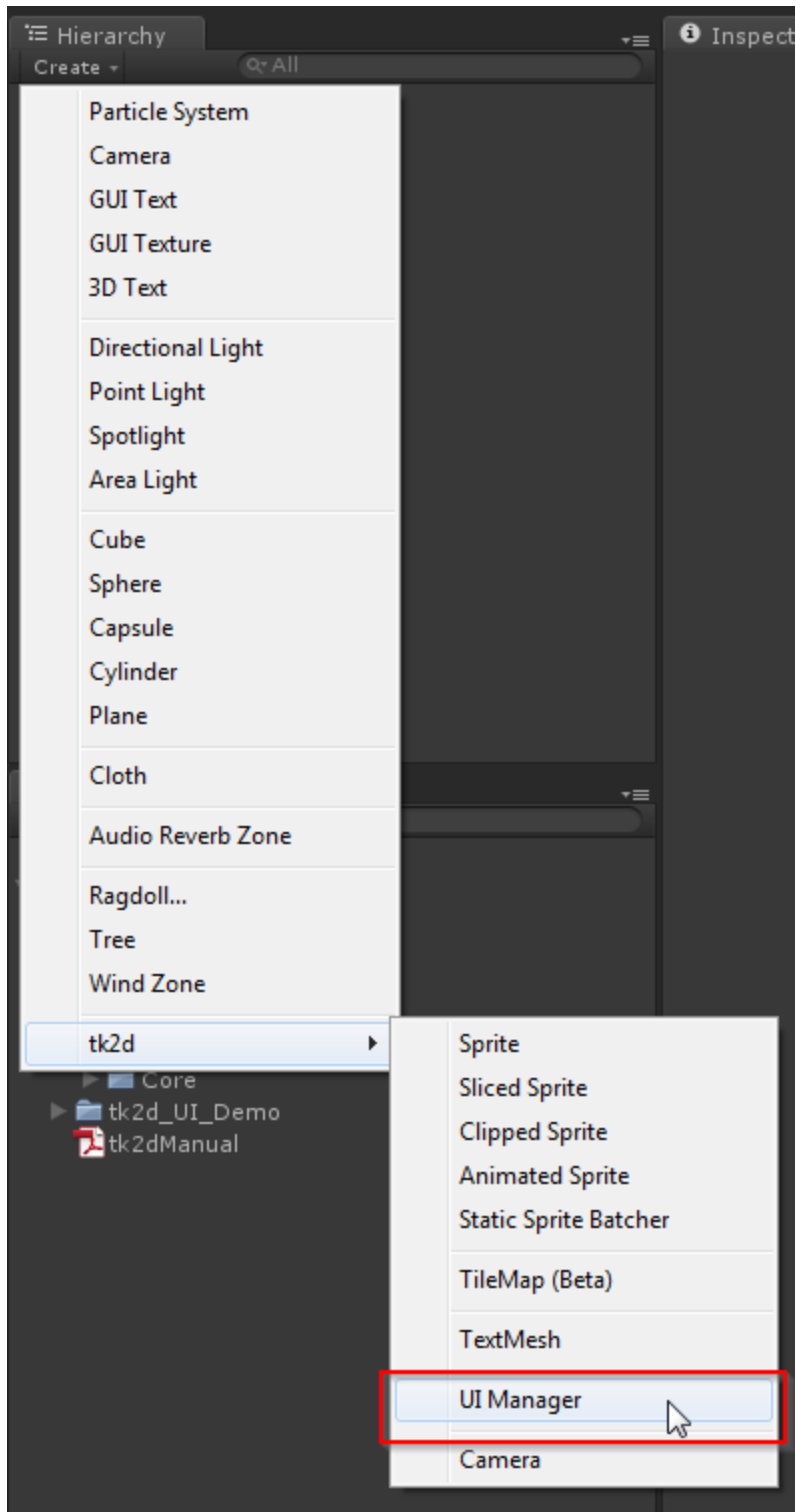 Hierarchy
Inspect
Create
All
Particle System
Camera
GUI Text
GUI Texture
3D Text
Directional Light
Point Light
Spotlight
Area Light
Cube
Sphere
Capsule
Cylinder
Plane
Cloth
Audio Reverb Zone
Ragdoll...
Tree
Wind Zone
tk2d
Sprite
Sliced Sprite
Clipped Sprite
Animated Sprite
Static Sprite Batcher
TileMap (Beta)
TextMesh
UI Manager
Camera
Core
tk2d_UI_Demo
tk2dManual